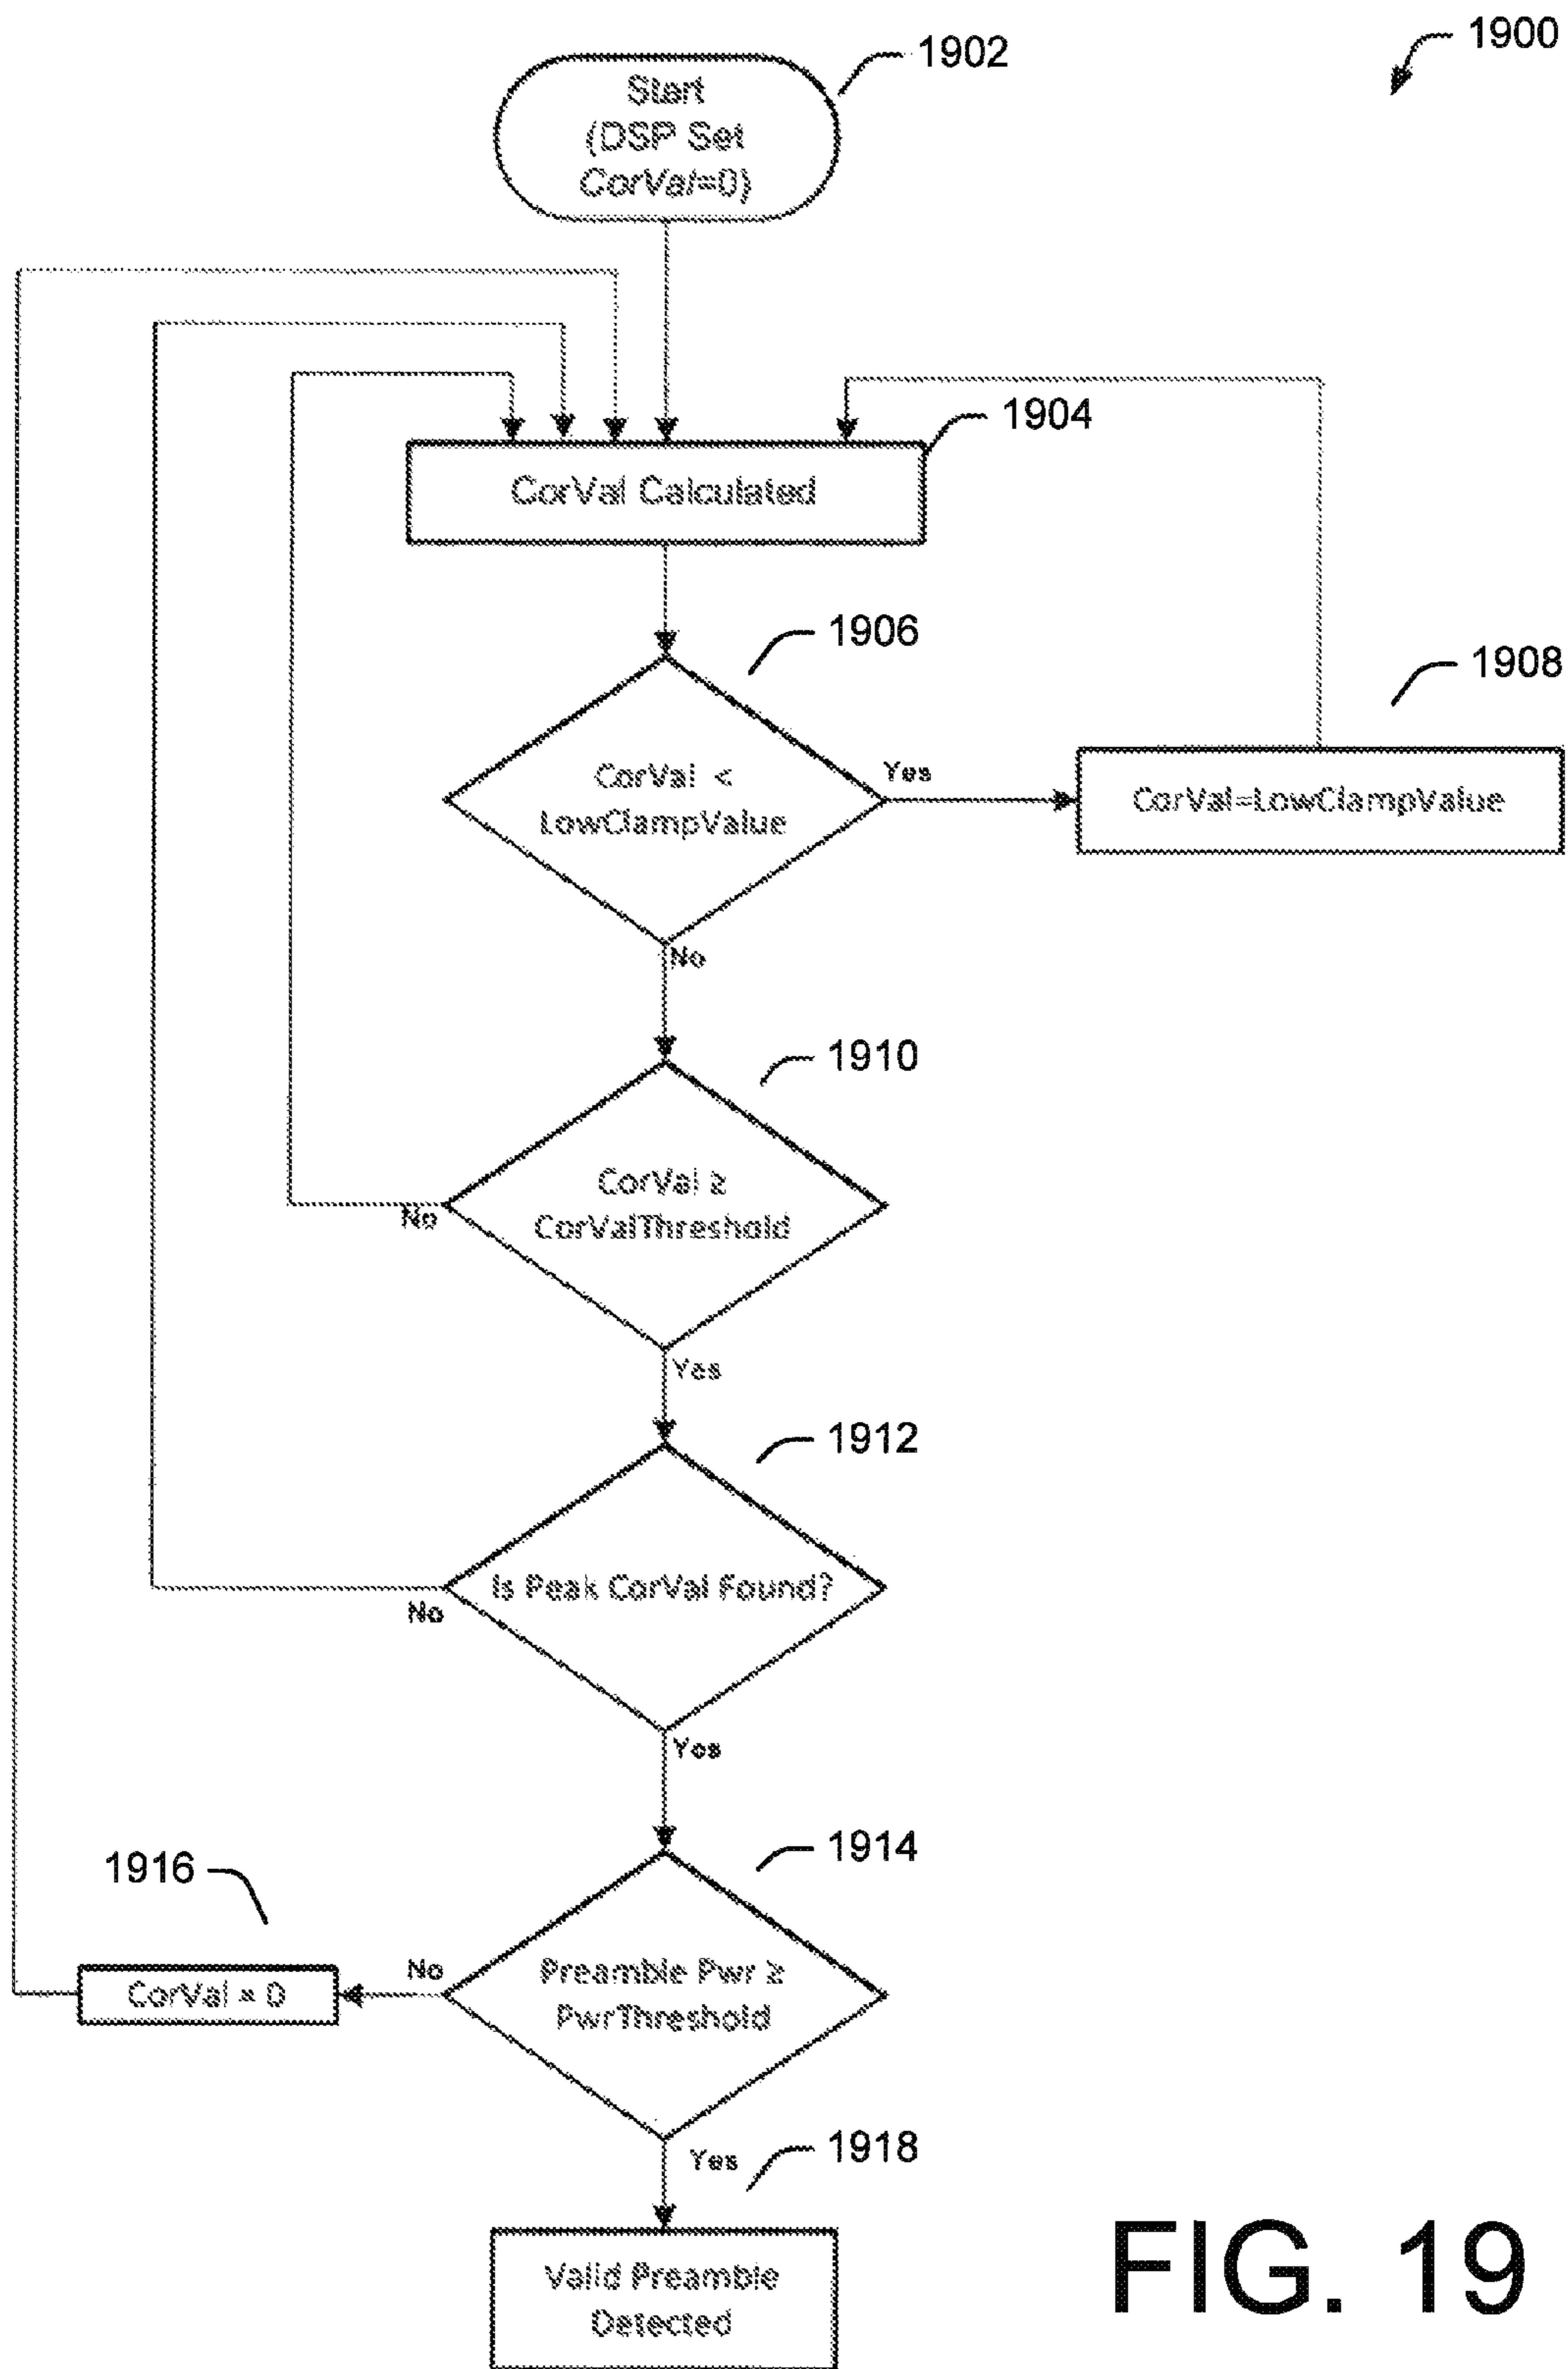 1900
1902
Start
(DSP Set
CorVal=0)
1904
CorVal Calculated
1906
CorVal <
LowClampValue
Yes
1908
CorVal=LowClampValue
No
1910
CorVal ≥
CorValThreshold
No
Yes
1912
Is Peak CorVal Found?
No
Yes
1914
1916
Preamble Pwr ≥
PwrThreshold
No
CorVal = 0
Yes
1918
Valid Preamble
Detected
FIG. 19